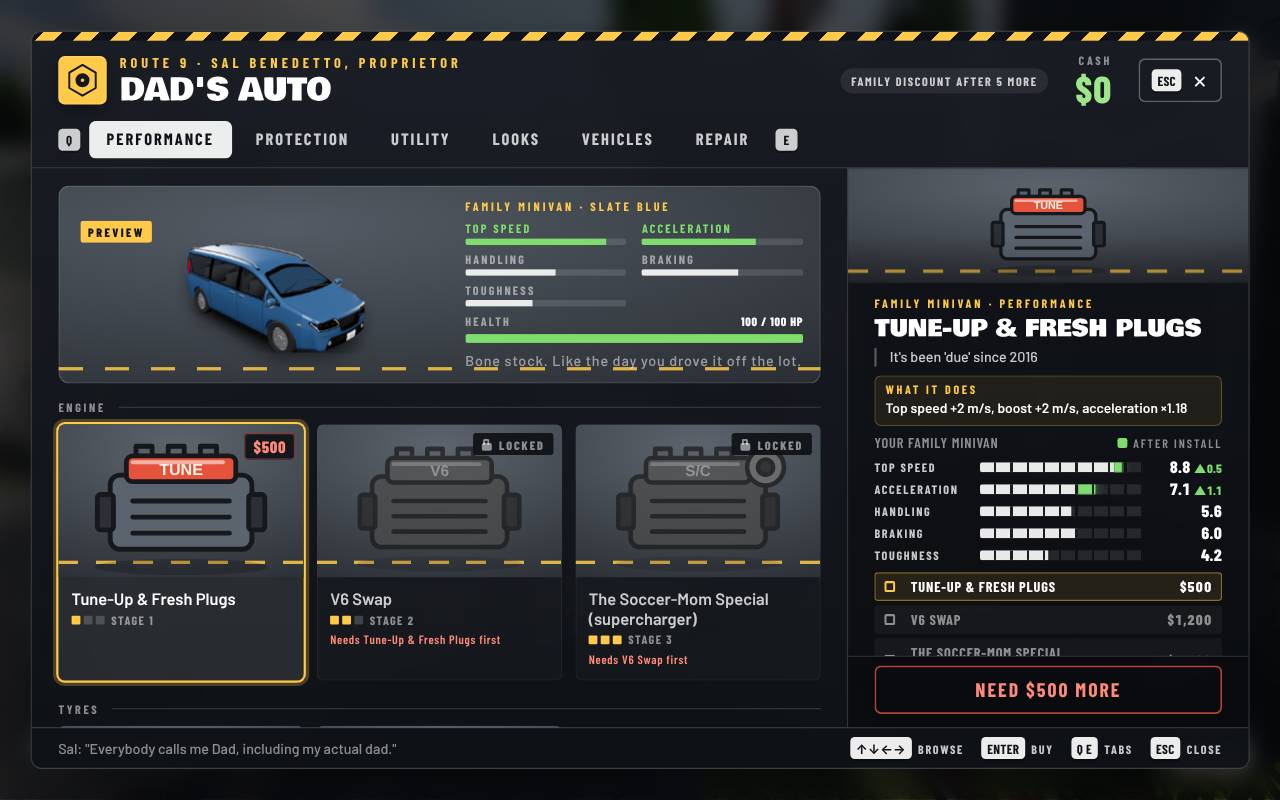 ROUTE 9 · SAL BENEDETTO, PROPRIETOR
DAD'S AUTO
FAMILY DISCOUNT AFTER 5 MORE
CASH
$0
ESC ✕
Q PERFORMANCE PROTECTION UTILITY LOOKS VEHICLES REPAIR E
PREVIEW
FAMILY MINIVAN · SLATE BLUE
TOP SPEED ACCELERATION
HANDLING BRAKING
TOUGHNESS
HEALTH 100 / 100 HP
Bone stock. Like the day you drove it off the lot.
ENGINE
TUNE
$500
Tune-Up & Fresh Plugs
STAGE 1
V6
LOCKED
V6 Swap
STAGE 2
Needs Tune-Up & Fresh Plugs first
S/C
LOCKED
The Soccer-Mom Special
(supercharger)
STAGE 3
Needs V6 Swap first
TYRES
TUNE
FAMILY MINIVAN · PERFORMANCE
TUNE-UP & FRESH PLUGS
It's been 'due' since 2016
WHAT IT DOES
Top speed +2 m/s, boost +2 m/s, acceleration ×1.18
YOUR FAMILY MINIVAN AFTER INSTALL
TOP SPEED 8.8 ▲0.5
ACCELERATION 7.1 ▲1.1
HANDLING 5.6
BRAKING 6.0
TOUGHNESS 4.2
TUNE-UP & FRESH PLUGS $500
V6 SWAP $1,200
THE SOCCER-MOM SPECIAL
NEED $500 MORE
Sal: "Everybody calls me Dad, including my actual dad."
↑↓←→ BROWSE ENTER BUY Q E TABS ESC CLOSE